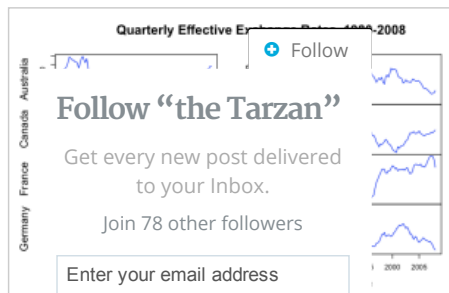 Quarterly Effective Ex
-2008
Follow
Follow “the Tarzan”
Get every new post delivered
to your Inbox.
Join 78 other followers
Enter your email address
Australia
Canada
France
Germany
2000 2005